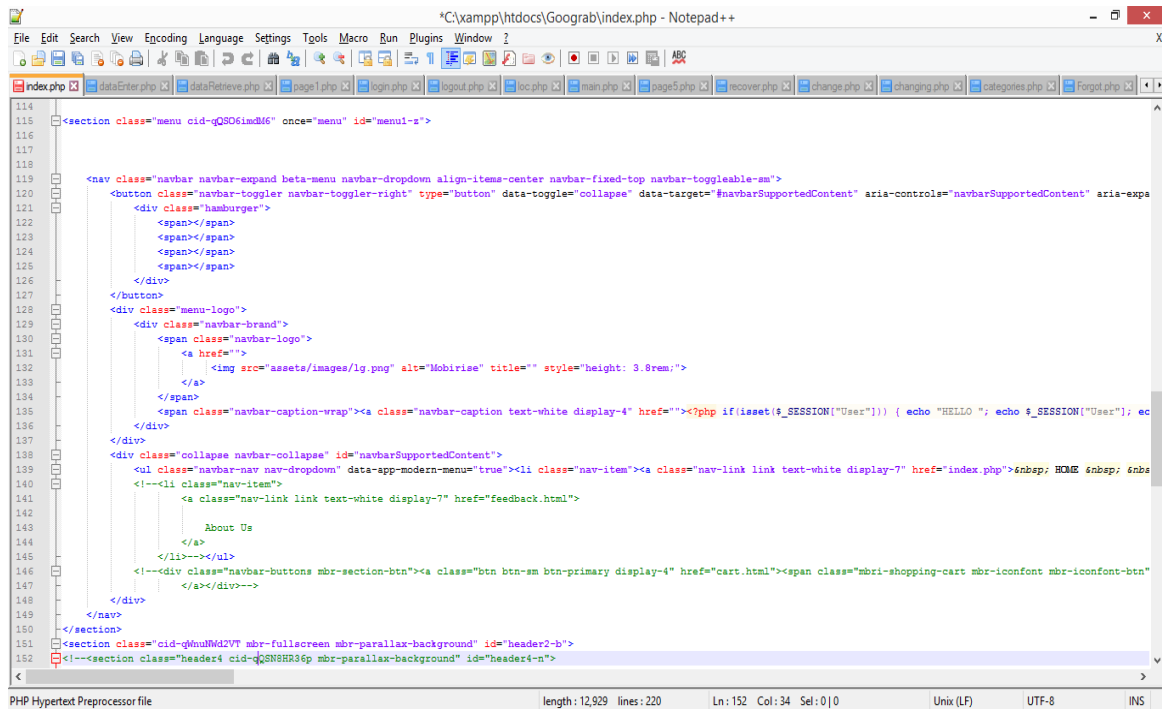 *C:\xampp\htdocs\Goograb\index.php - Notepad++
File Edit Search View Encoding Language Settings Tools Macro Run Plugins Window ? X
ABC
index.php dataEnter.php dataRetrieve.php page1.php login.php logout.php loc.php main.php page5.php recover.php change.php changing.php categories.php Forgot.php
114
115 <section class="menu cid-qQSO6imdM6" once="menu" id="menu1-z">
116
117
118
119 <nav class="navbar navbar-expand beta-menu navbar-dropdown align-items-center navbar-fixed-top navbar-toggleable-sm">
120 <button class="navbar-toggler navbar-toggler-right" type="button" data-toggle="collapse" data-target="#navbarSupportedContent" aria-controls="navbarSupportedContent" aria-expa
121 <div class="hamburger">
122 <span></span>
123 <span></span>
124 <span></span>
125 <span></span>
126 </div>
127 </button>
128 <div class="menu-logo">
129 <div class="navbar-brand">
130 <span class="navbar-logo">
131 <a href="">
132 <img src="assets/images/lg.png" alt="Mobirise" title="" style="height: 3.8rem;">
133 </a>
134 </span>
135 <span class="navbar-caption-wrap"><a class="navbar-caption text-white display-4" href=""><?php if(isset($_SESSION["User"])) { echo "HELLO "; echo $_SESSION["User"]; ec
136 </div>
137 </div>
138 <div class="collapse navbar-collapse" id="navbarSupportedContent">
139 <ul class="navbar-nav nav-dropdown" data-app-modern-menu="true"><li class="nav-item"><a class="nav-link link text-white display-7" href="index.php">&nbsp; HOME &nbsp; &nbs
140 <!--<li class="nav-item">
141 <a class="nav-link link text-white display-7" href="feedback.html">
142
143 About Us
144 </a>
145 </li>--></ul>
146 <!--<div class="navbar-buttons mbr-section-btn"><a class="btn btn-sm btn-primary display-4" href="cart.html"><span class="mbri-shopping-cart mbr-iconfont mbr-iconfont-btn"
147 </a></div>-->
148 </div>
149 </nav>
150 </section>
151 <section class="cid-qWnuNWd2VT mbr-fullscreen mbr-parallax-background" id="header2-b">
152 <!--<section class="header4 cid-qQSN8HR36p mbr-parallax-background" id="header4-n">
PHP Hypertext Preprocessor file length : 12,929 lines : 220 Ln : 152 Col : 34 Sel : 0 | 0 Unix (LF) UTF-8 INS